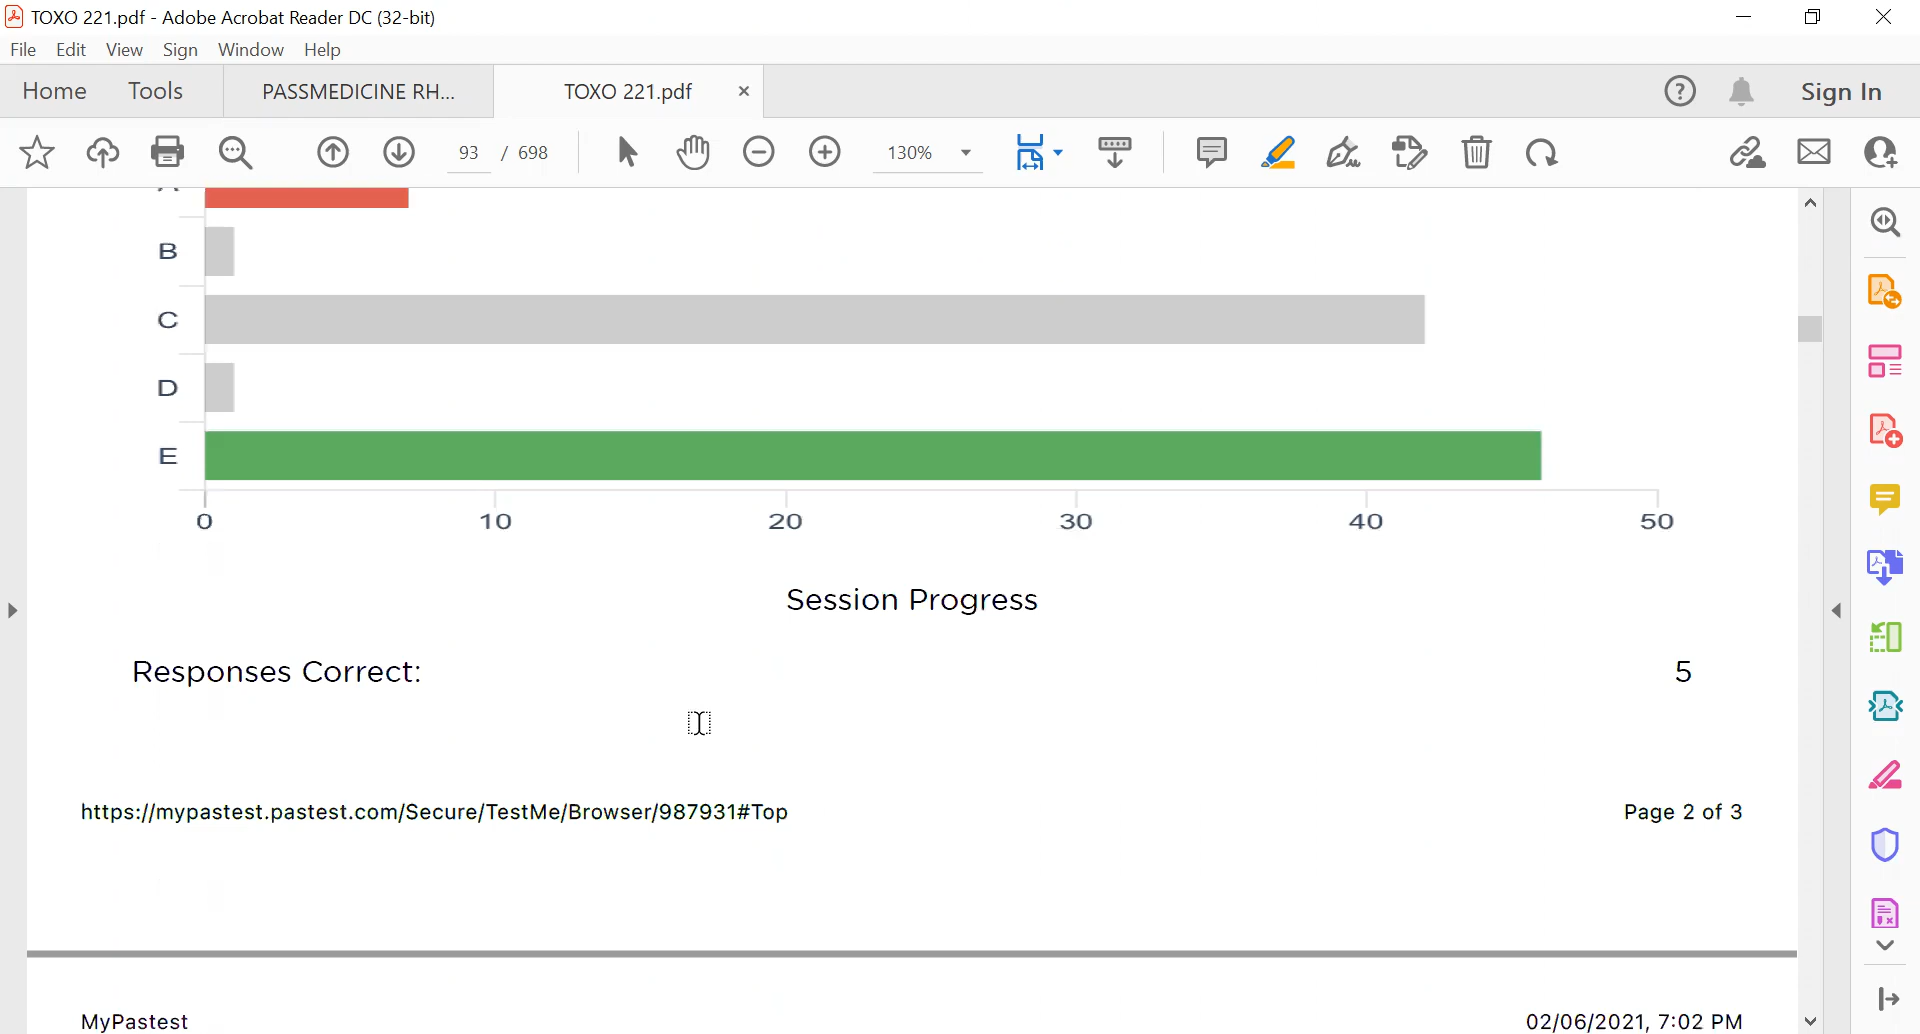 TOXO 221.pdf - Adobe Acrobat Reader DC (32-bit)
File Edit View Sign Window Help
Home Tools PASSMEDICINE RH... TOXO 221.pdf Sign In
93 / 698 130%
B
C
D
E
0 10 20 30 40 50
Session Progress
Responses Correct: 5
https://mypastest.pastest.com/Secure/TestMe/Browser/987931#Top Page 2 of 3
MyPastest 02/06/2021, 7:02 PM